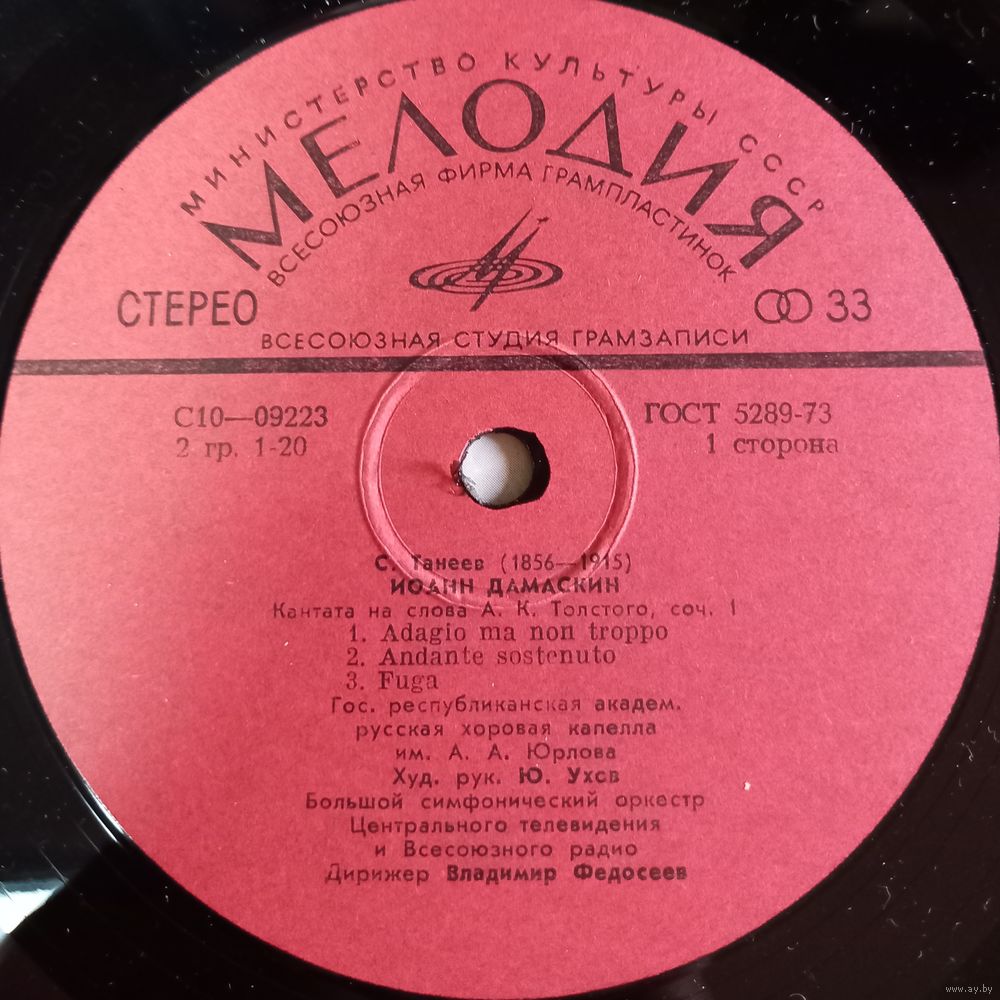 МИНИСТЕРСТВО КУЛЬТУРЫ СССР
МЕЛОДИЯ
ВСЕСОЮЗНАЯ ФИРМА ГРАМПЛАСТИНОК
СТЕРЕО
33
ВСЕСОЮЗНАЯ СТУДИЯ ГРАМЗАПИСИ
С10—09223
ГОСТ 5289-73
2 гр. 1-20
1 сторона
С. Танеев (1856—1915)
ИОАНН ДАМАСКИН
Кантата на слова А. К. Толстого, соч. 1
1. Adagio ma non troppo
2. Andante sostenuto
3. Fuga
Гос. республиканская академ.
русская хоровая капелла
им. А. А. Юрлова
Худ. рук. Ю. Ухов
Большой симфонический оркестр
Центрального телевидения
и Всесоюзного радио
Дирижер Владимир Федосеев
www.ay.by